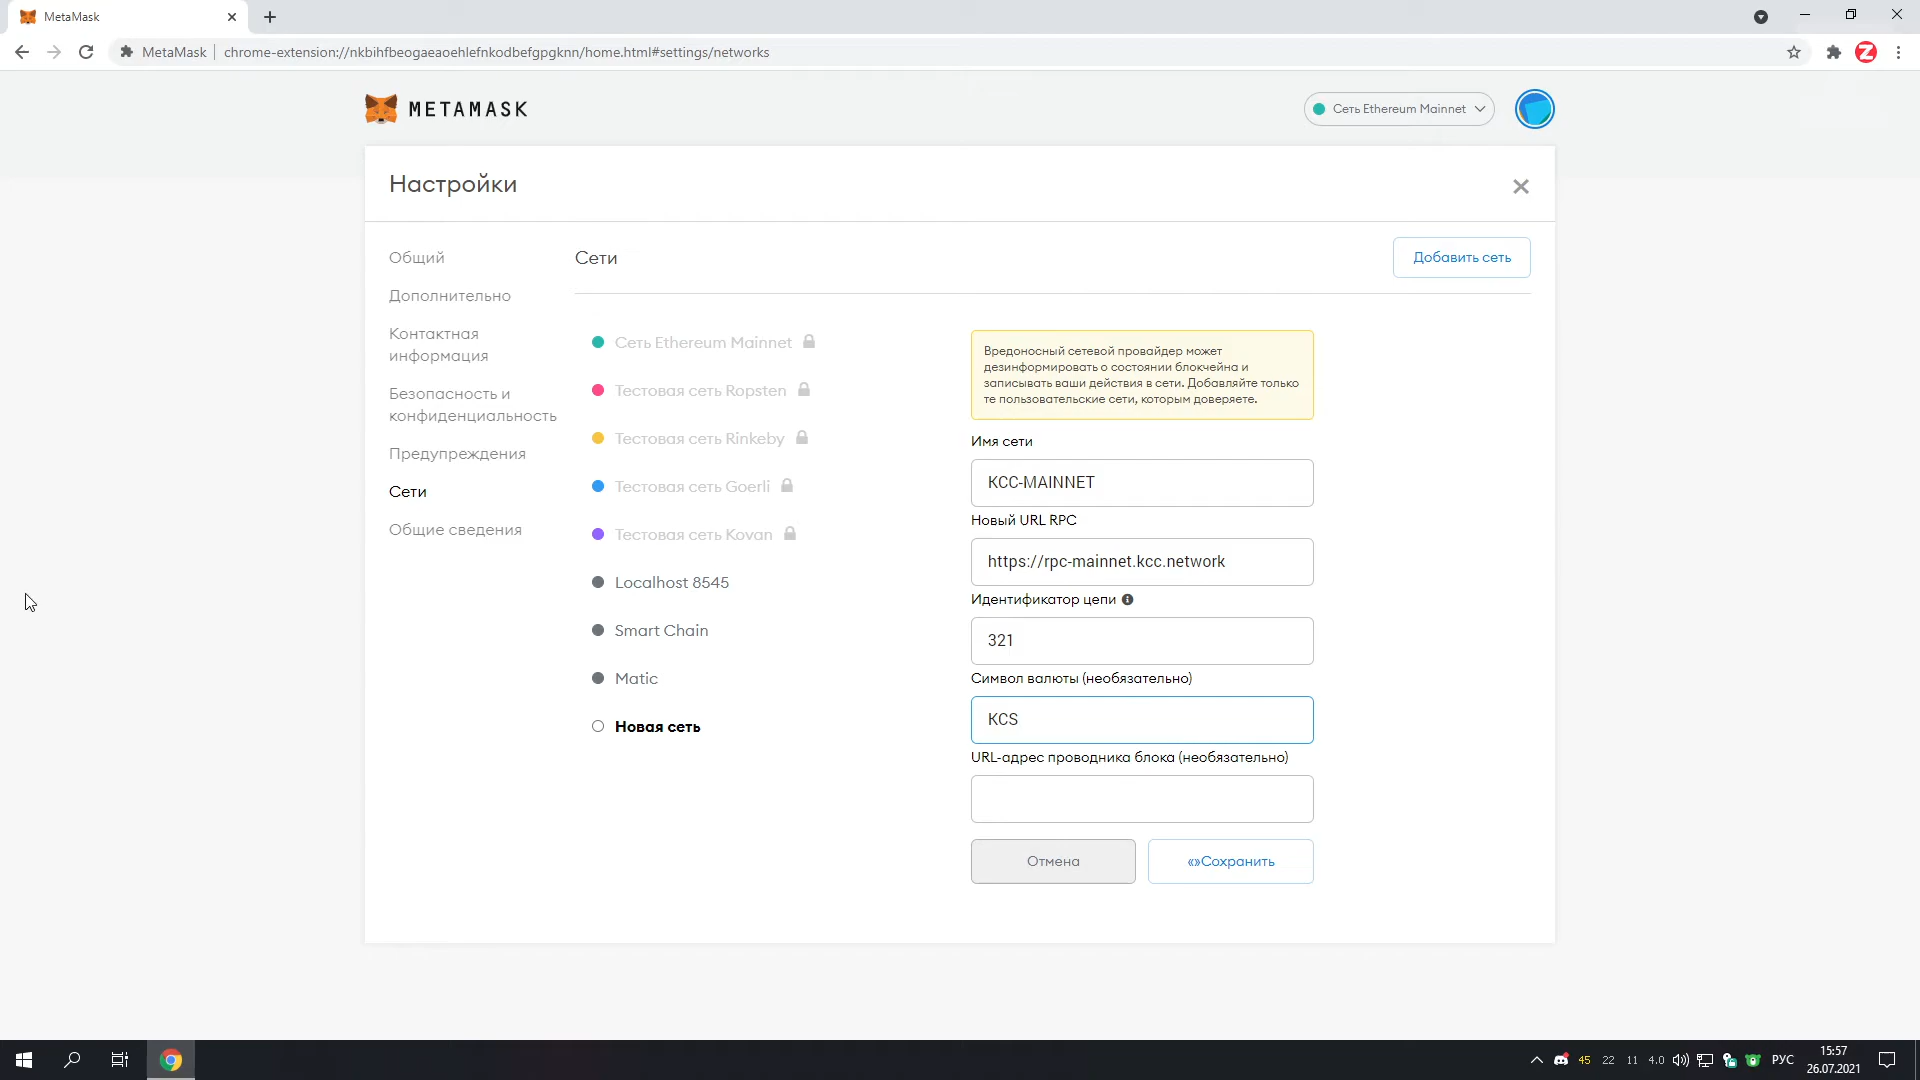 MetaMask
MetaMask
chrome-extension://nkbihfbeogaeaoehlefnkodbefgpgknn/home.html#settings/networks
Z
METAMASK
Сеть Ethereum Mainnet
Настройки
Общий
Дополнительно
Контактная
информация
Безопасность и
конфиденциальность
Предупреждения
Сети
Общие сведения
Сети
Добавить сеть
Сеть Ethereum Mainnet
Тестовая сеть Ropsten
Тестовая сеть Rinkeby
Тестовая сеть Goerli
Тестовая сеть Kovan
Localhost 8545
Smart Chain
Matic
Новая сеть
Вредоносный сетевой провайдер может
дезинформировать о состоянии блокчейна и
записывать ваши действия в сети. Добавляйте только
те пользовательские сети, которым доверяете.
Имя сети
KCC-MAINNET
Новый URL RPC
https://rpc-mainnet.kcc.network
Идентификатор цепи
321
Символ валюты (необязательно)
KCS
URL-адрес проводника блока (необязательно)
Отмена
«»Сохранить
45 22 11 4.0
РУС
15:57
26.07.2021